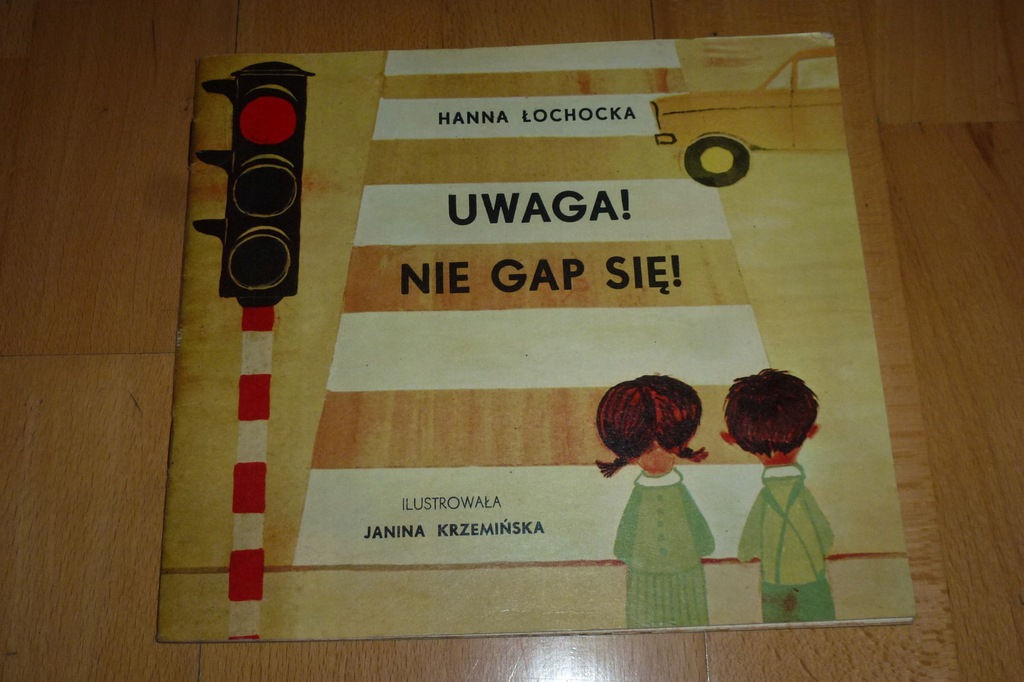 HANNA ŁOCHOCKA
UWAGA!
NIE GAP SIĘ!
ILUSTROWAŁA
JANINA KRZEMIŃSKA